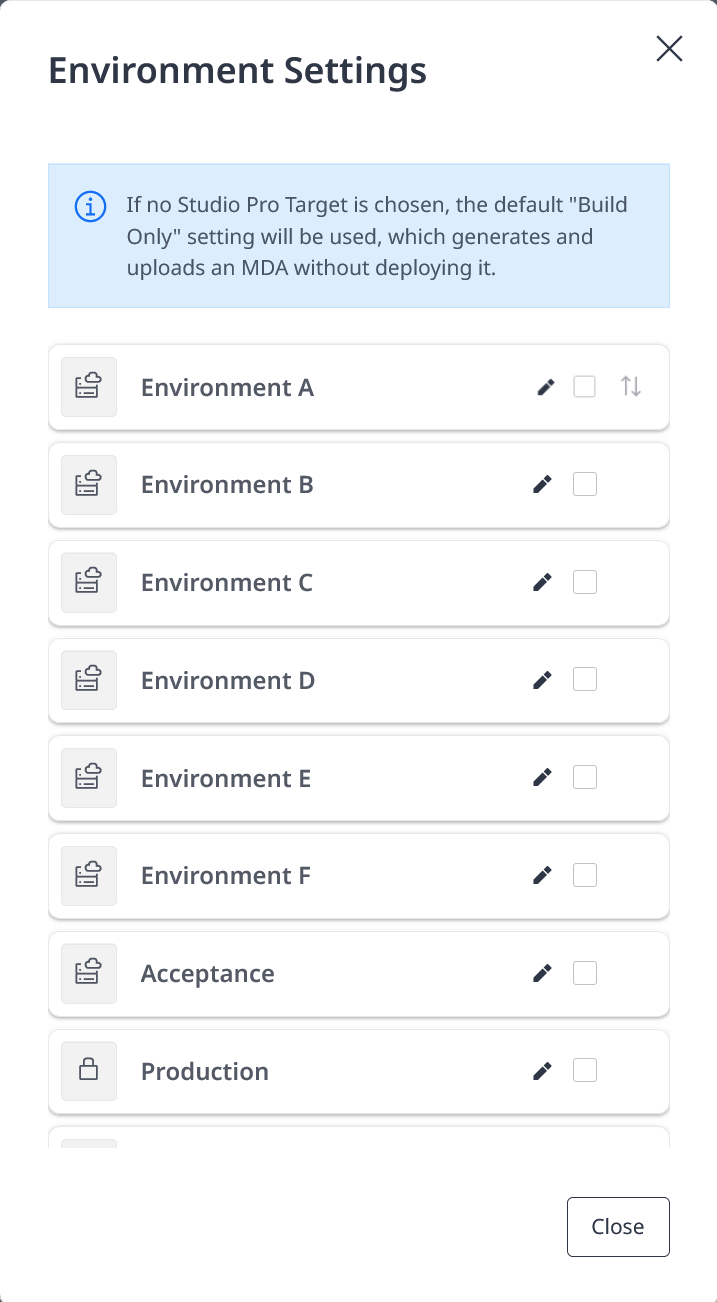 Environment Settings
If no Studio Pro Target is chosen, the default "Build
Only" setting will be used, which generates and
uploads an MDA without deploying it.
Environment A
Environment B
Environment C
Environment D
Environment E
Environment F
Acceptance
Production
Close